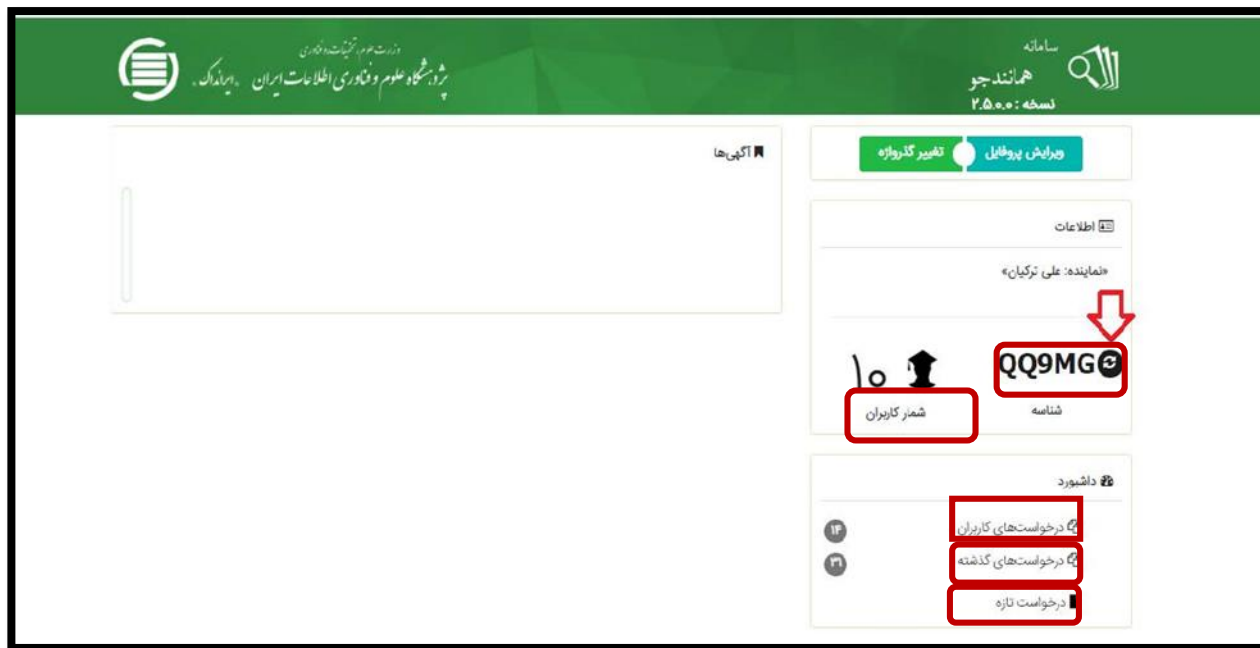 سامانه
همانندجو
نسخه : ۲.۵.۰.۰
وزارت علوم، تحقیقات و فناوری
پژوهشگاه علوم و فناوری اطلاعات ایران «ایرانداک»
ویرایش پروفایل
تغییر گذرواژه
آگهی‌ها
اطلاعات
«نماینده: علی ترکیان»
QQ9MG
۱۰
شناسه
شمار کاربران
داشبورد
درخواست‌های کاربران ۱۴
درخواست‌های گذشته ۳۱
درخواست تازه